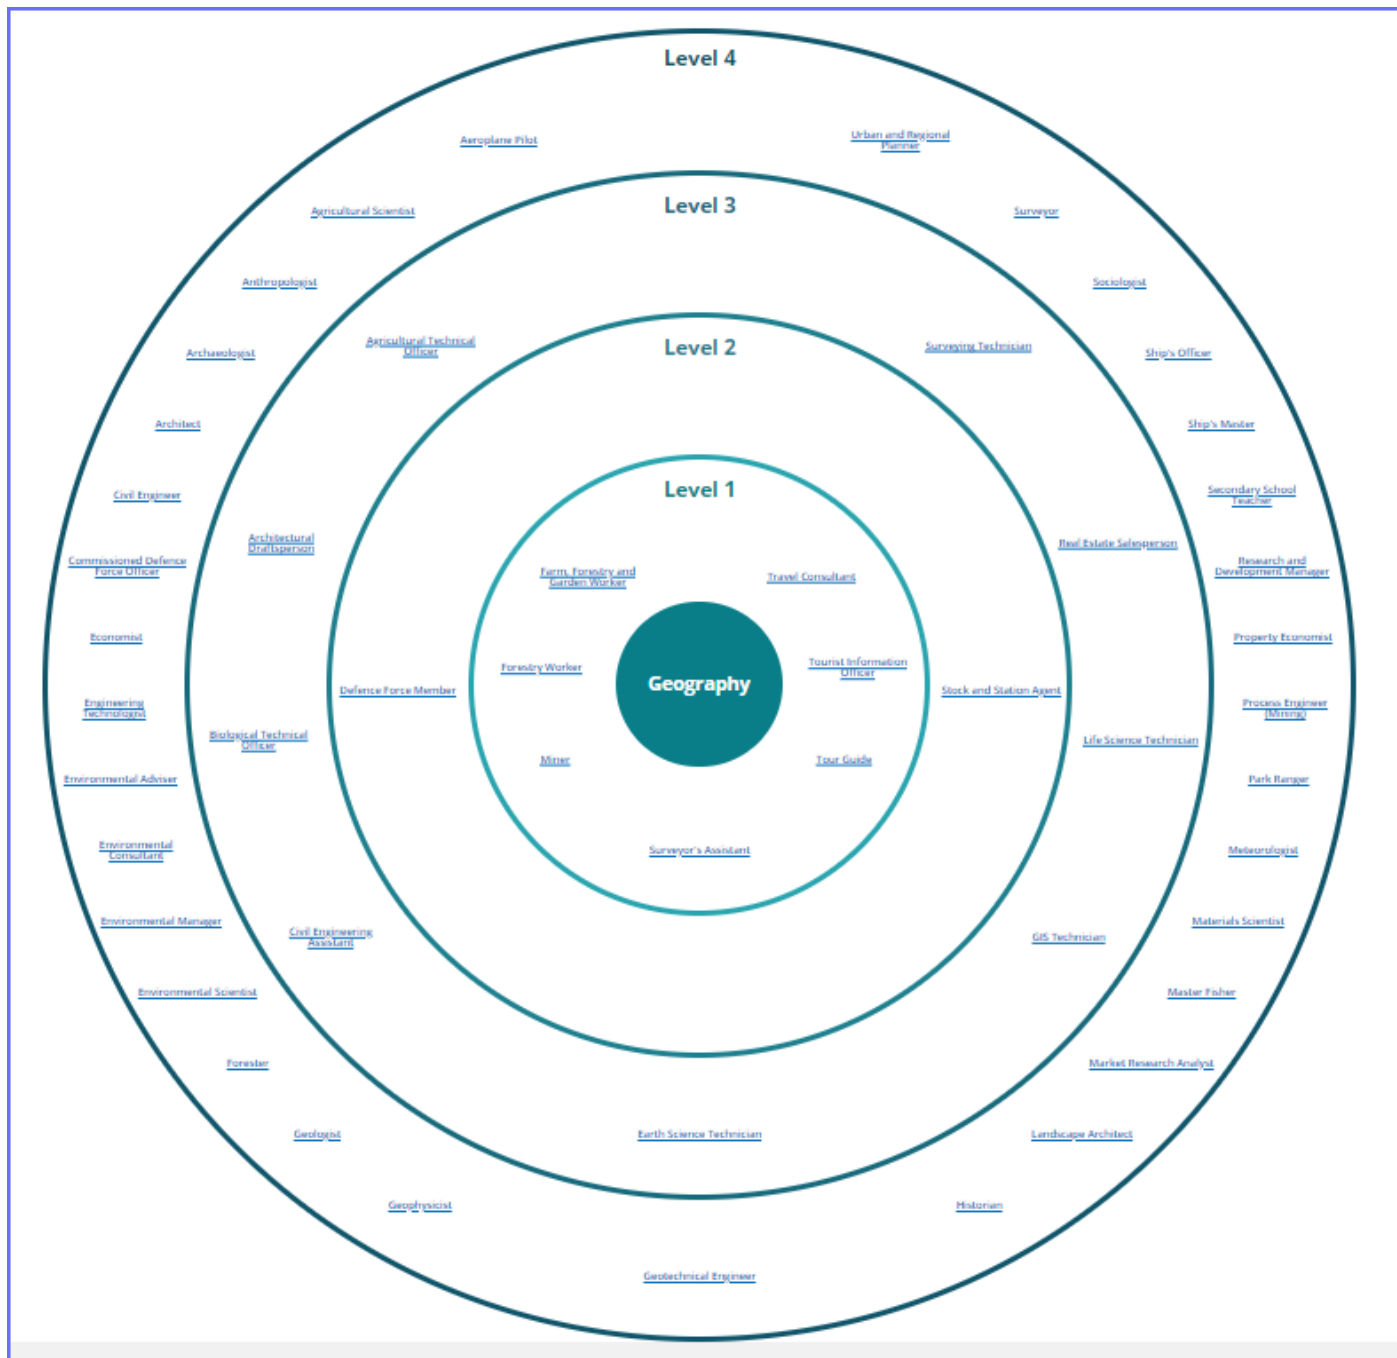 Level 4
Aeroplane Pilot
Urban and Regional
Planner
Agricultural Scientist
Surveyor
Anthropologist
Sociologist
Archaeologist
Ship's Officer
Architect
Ship's Master
Civil Engineer
Secondary School
Teacher
Commissioned Defence
Force Officer
Research and
Development Manager
Economist
Property Economist
Engineering
Technologist
Process Engineer
(Mining)
Environmental Adviser
Park Ranger
Environmental
Consultant
Meteorologist
Environmental Manager
Materials Scientist
Environmental Scientist
Master Fisher
Forester
Market Research Analyst
Geologist
Landscape Architect
Geophysicist
Historian
Geotechnical Engineer
Level 3
Agricultural Technical
Officer
Surveying Technician
Architectural
Draftsperson
Real Estate Salesperson
Biological Technical
Officer
Life Science Technician
Civil Engineering
Assistant
GIS Technician
Earth Science Technician
Level 2
Defence Force Member
Stock and Station Agent
Level 1
Farm, Forestry and
Garden Worker
Travel Consultant
Forestry Worker
Tourist Information
Officer
Miner
Tour Guide
Surveyor's Assistant
Geography